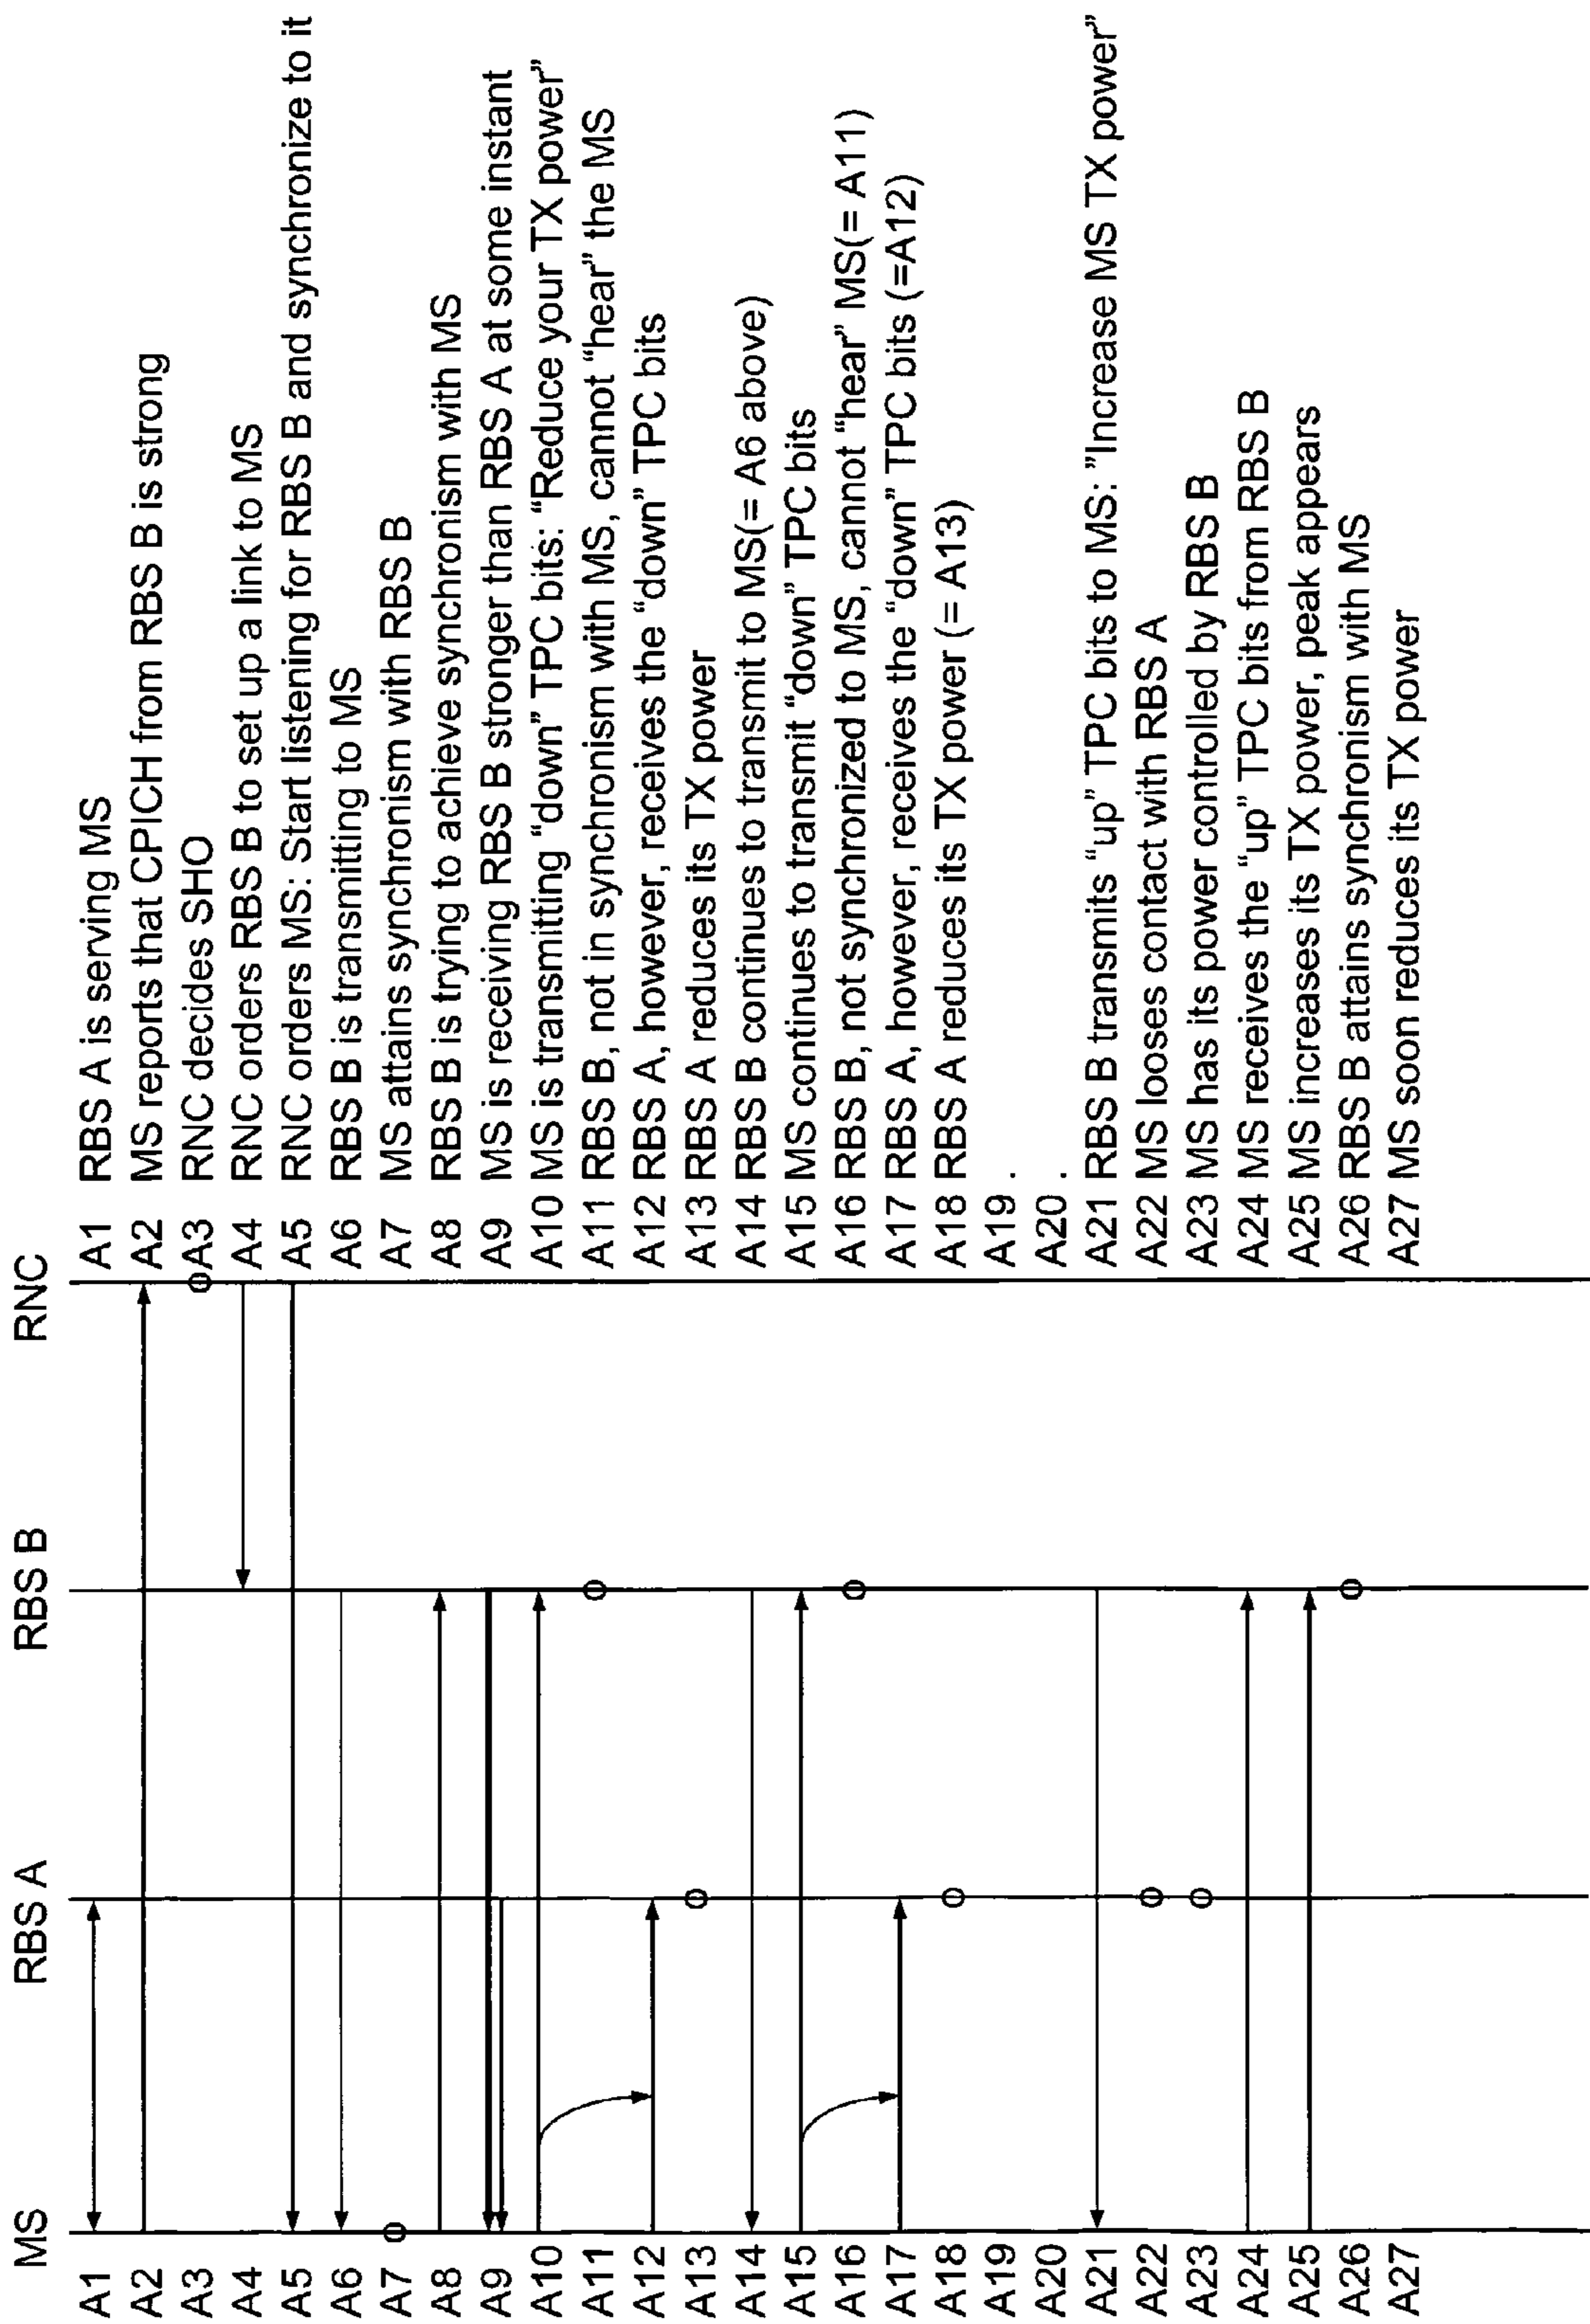 MS RBS A RBS B RNC
A1 A1 RBS A is serving MS
A2 A2 MS reports that CPICH from RBS B is strong
A3 A3 RNC decides SHO
A4 A4 RNC orders RBS B to set up a link to MS
A5 A5 RNC orders MS: Start listening for RBS B and synchronize to it
A6 A6 RBS B is transmitting to MS
A7 A7 MS attains synchronism with RBS B
A8 A8 RBS B is trying to achieve synchronism with MS
A9 A9 MS is receiving RBS B stronger than RBS A at some instant
A10 A10 MS is transmitting “down” TPC bits: “Reduce your TX power”
A11 A11 RBS B, not in synchronism with MS, cannot “hear” the MS
A12 A12 RBS A, however, receives the “down” TPC bits
A13 A13 RBS A reduces its TX power
A14 A14 RBS B continues to transmit to MS(= A6 above)
A15 A15 MS continues to transmit “down” TPC bits
A16 A16 RBS B, not synchronized to MS, cannot “hear” MS(= A11)
A17 A17 RBS A, however, receives the “down” TPC bits (=A12)
A18 A18 RBS A reduces its TX power (= A13)
A19 A19 .
A20 A20 .
A21 A21 RBS B transmits “up” TPC bits to MS: ”Increase MS TX power”
A22 A22 MS looses contact with RBS A
A23 A23 MS has its power controlled by RBS B
A24 A24 MS receives the “up” TPC bits from RBS B
A25 A25 MS increases its TX power, peak appears
A26 A26 RBS B attains synchronism with MS
A27 A27 MS soon reduces its TX power